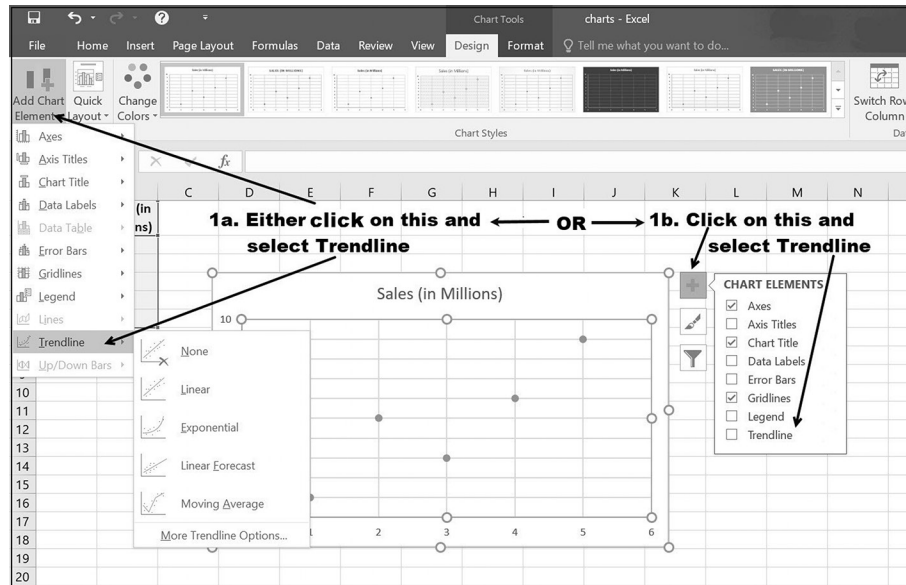 Chart Tools
charts - Excel
File Home Insert Page Layout Formulas Data Review View Design Format Tell me what you want to do...
Add Chart Element
Quick Layout
Change Colors
Chart Styles
Switch Row
Column
Da
Axes
Axis Titles
Chart Title
Data Labels
Data Table
Error Bars
Gridlines
Legend
Lines
Trendline
Up/Down Bars
fx
(in
ns)
C D E F G H I J K L M N
1a. Either click on this and
select Trendline
OR
1b. Click on this and
select Trendline
Sales (in Millions)
10
1 2 3 4 5 6
None
Linear
Exponential
Linear Forecast
Moving Average
More Trendline Options...
CHART ELEMENTS
Axes
Axis Titles
Chart Title
Data Labels
Error Bars
Gridlines
Legend
Trendline
10
11
12
13
14
15
16
17
18
19
20